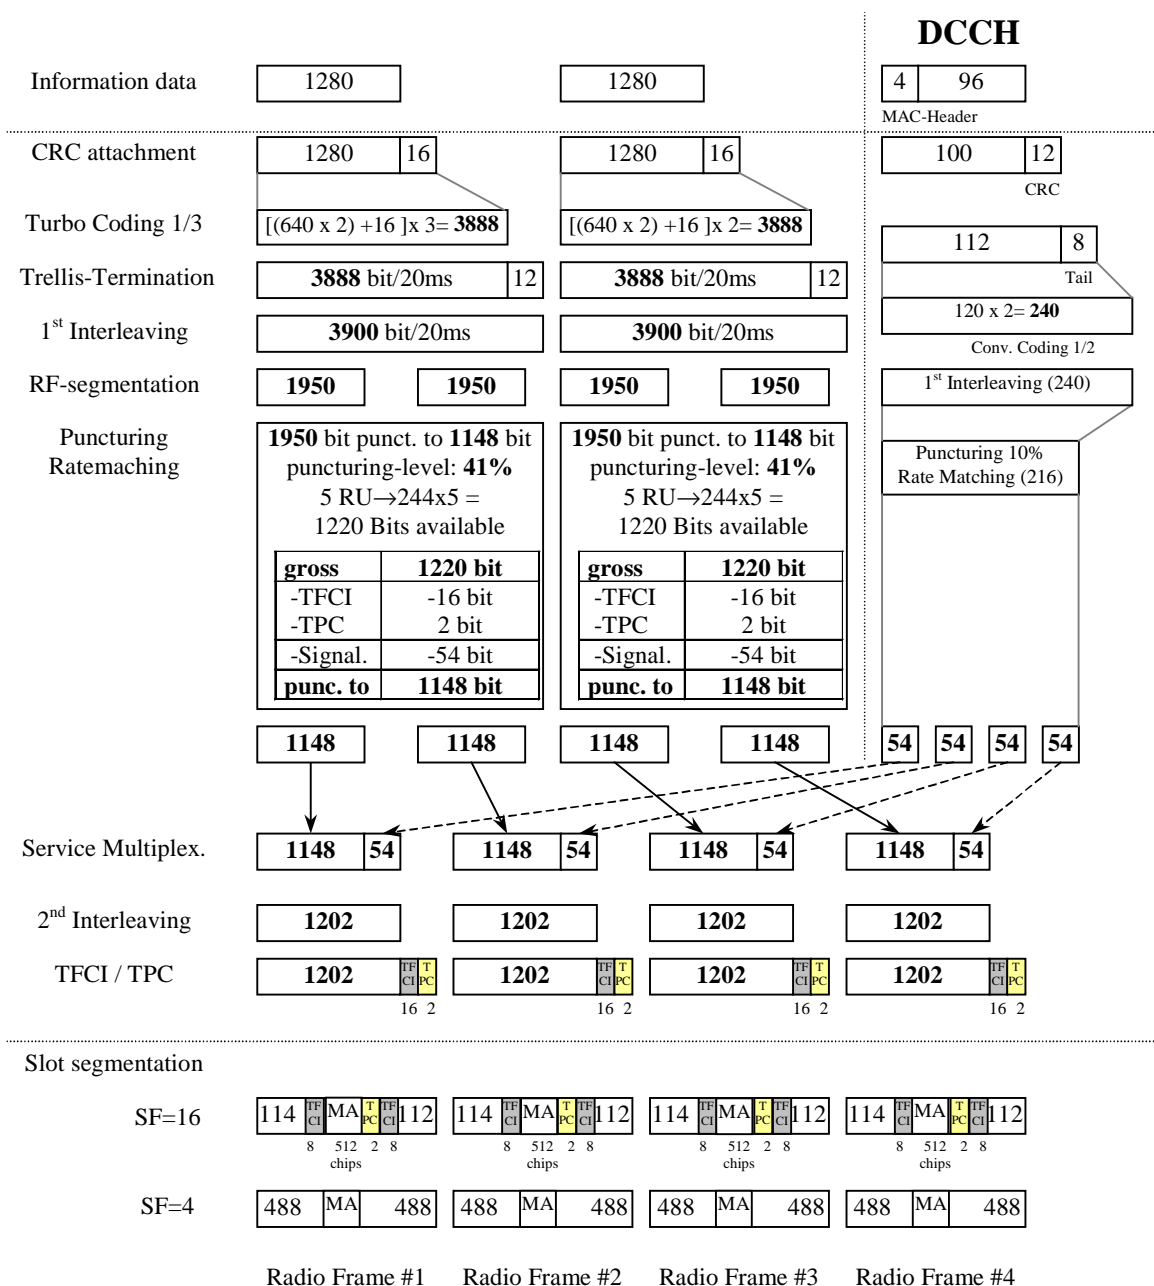 DCCH
Information data 1280 1280 4 96
MAC-Header
CRC attachment 1280 16 1280 16 100 12
CRC
Turbo Coding 1/3 [(640 x 2) +16 ]x 3= 3888 [(640 x 2) +16 ]x 2= 3888
112 8
Trellis-Termination 3888 bit/20ms 12 3888 bit/20ms 12
Tail
120 x 2= 240
1st Interleaving 3900 bit/20ms 3900 bit/20ms
Conv. Coding 1/2
RF-segmentation 1950 1950 1950 1950 1st Interleaving (240)
Puncturing 1950 bit punct. to 1148 bit 1950 bit punct. to 1148 bit
Ratemaching puncturing-level: 41% puncturing-level: 41%
Puncturing 10%
Rate Matching (216)
5 RU→244x5 = 5 RU→244x5 =
1220 Bits available 1220 Bits available
gross 1220 bit gross 1220 bit
-TFCI -16 bit -TFCI -16 bit
-TPC 2 bit -TPC 2 bit
-Signal. -54 bit -Signal. -54 bit
punc. to 1148 bit punc. to 1148 bit
1148 1148 1148 1148 54 54 54 54
Service Multiplex. 1148 54 1148 54 1148 54 1148 54
2nd Interleaving 1202 1202 1202 1202
TFCI / TPC 1202 TF CI T PC 1202 TF CI T PC 1202 TF CI T PC 1202 TF CI T PC
16 2 16 2 16 2 16 2
Slot segmentation
SF=16 114 TF CI MA T PC TF CI 112 114 TF CI MA T PC TF CI 112 114 TF CI MA T PC TF CI 112 114 TF CI MA T PC TF CI 112
8 512 2 8 8 512 2 8 8 512 2 8 8 512 2 8
chips chips chips chips
SF=4 488 MA 488 488 MA 488 488 MA 488 488 MA 488
Radio Frame #1 Radio Frame #2 Radio Frame #3 Radio Frame #4